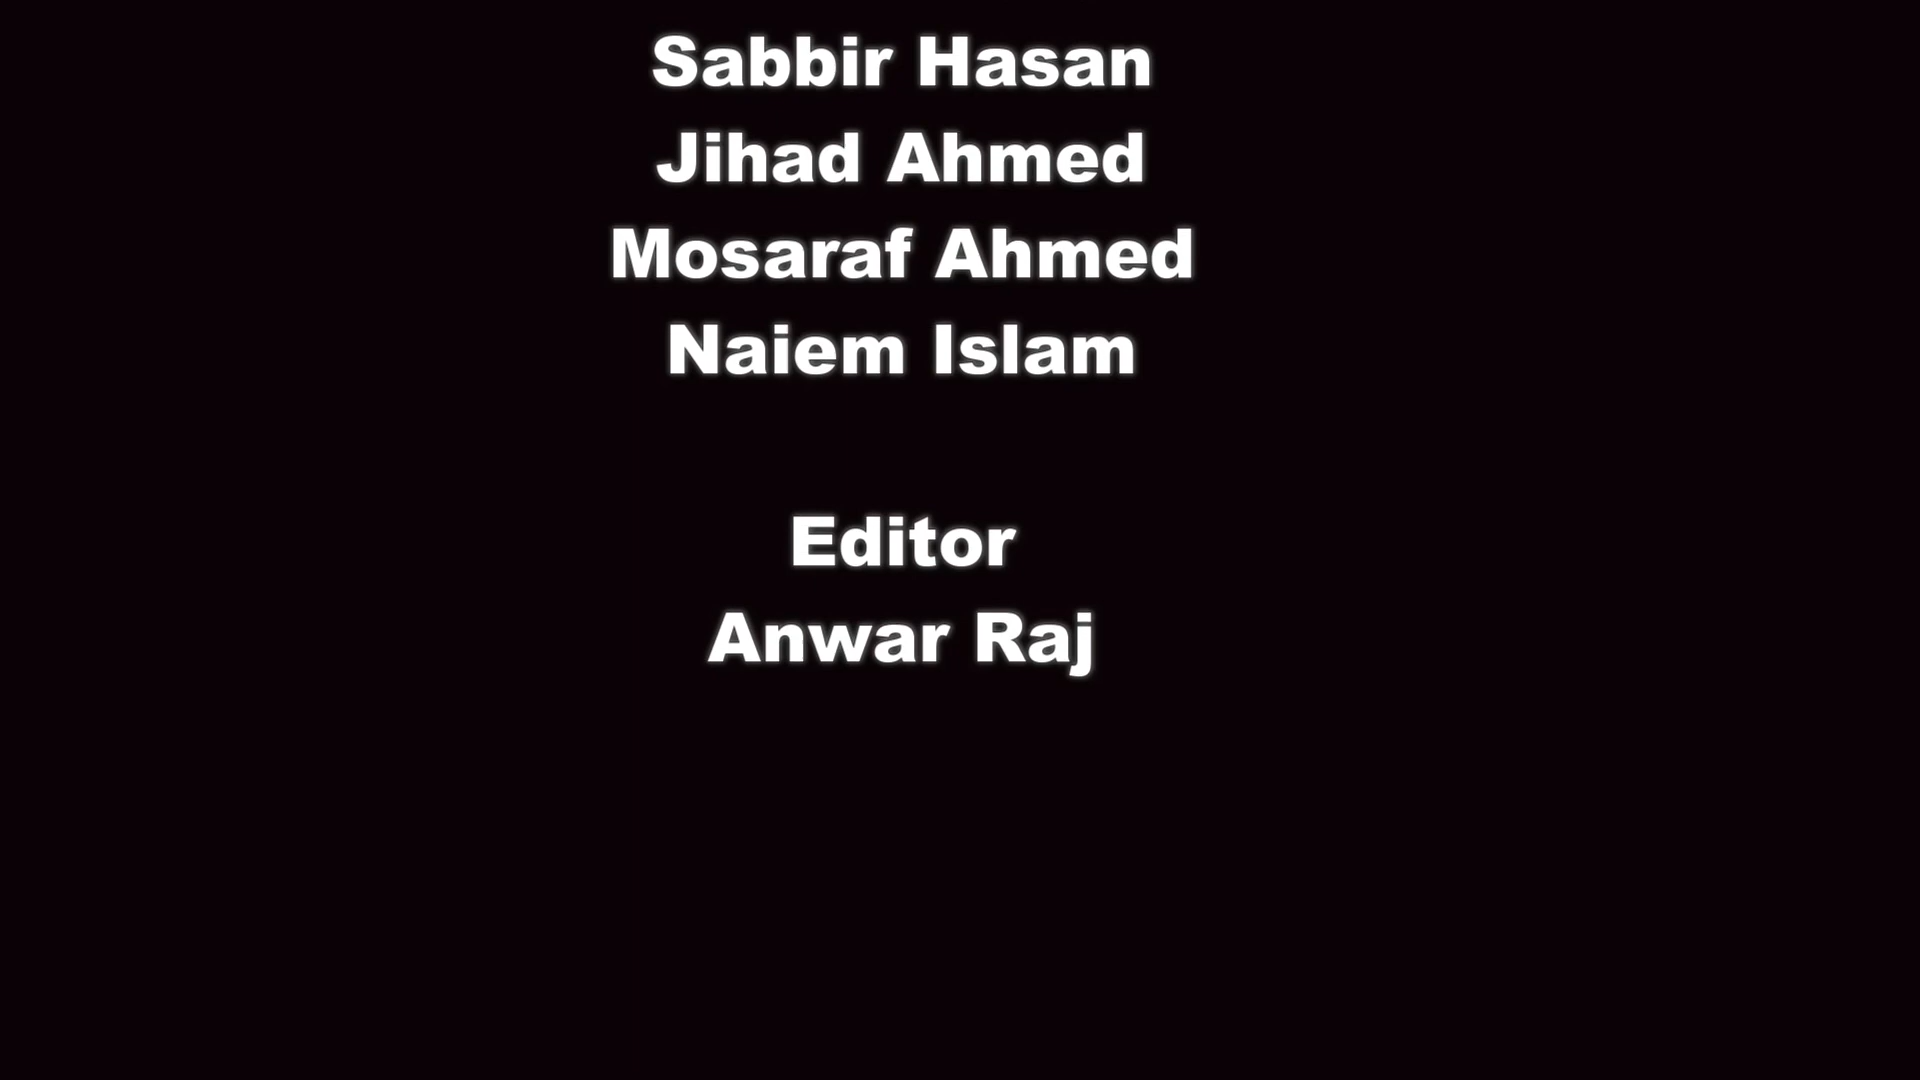 Sabbir Hasan
Jihad Ahmed
Mosaraf Ahmed
Naiem Islam
Editor
Anwar Raj